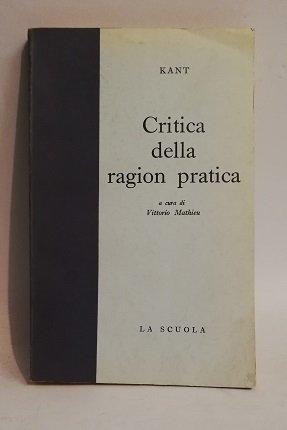 KANT
Critica
della
ragion pratica
a cura di
Vittorio Mathieu
LA SCUOLA